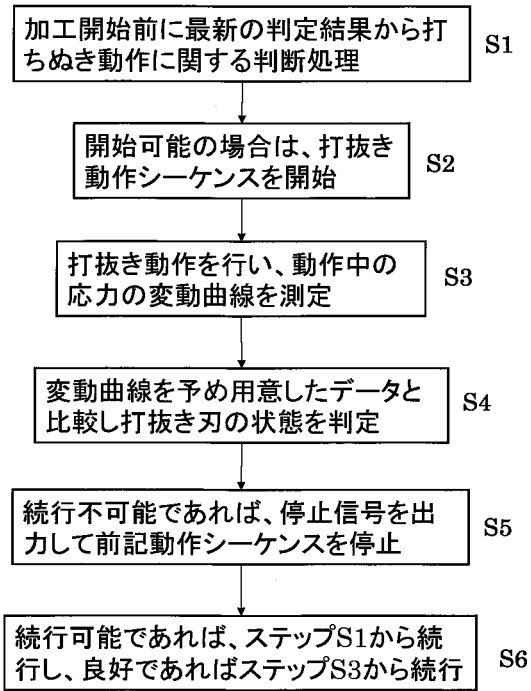 加工開始前に最新の判定結果から打
ちぬき動作に関する判断処理
S1
開始可能の場合は、打抜き
動作シーケンスを開始
S2
打抜き動作を行い、動作中の
応力の変動曲線を測定
S3
変動曲線を予め用意したデータと
比較し打抜き刃の状態を判定
S4
続行不可能であれば、停止信号を出
力して前記動作シーケンスを停止
S5
続行可能であれば、ステップS1から続
行し、良好であればステップS3から続行
S6